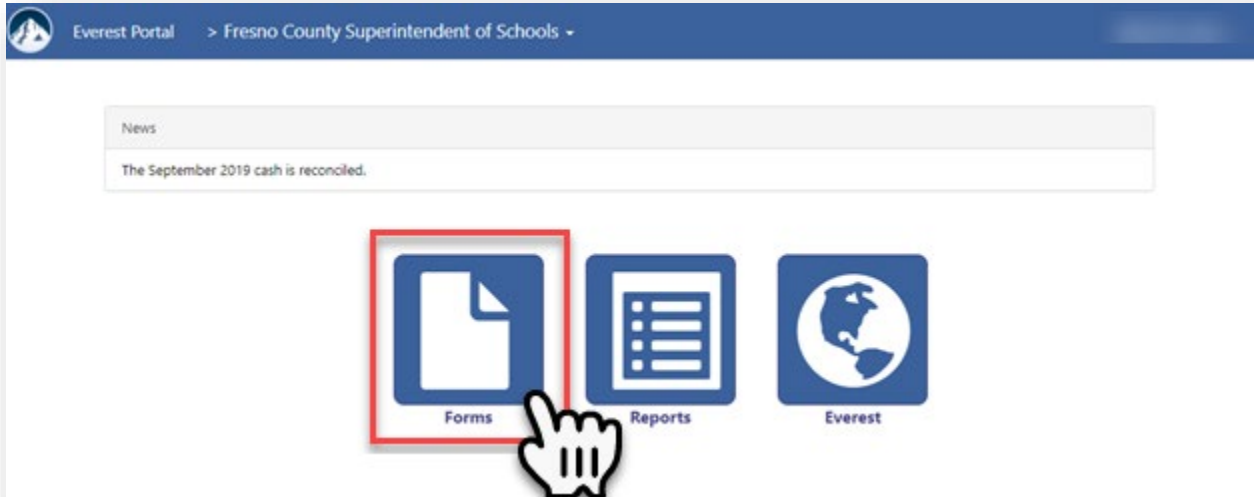 Everest Portal > Fresno County Superintendent of Schools
News
The September 2019 cash is reconciled.
Forms Reports Everest